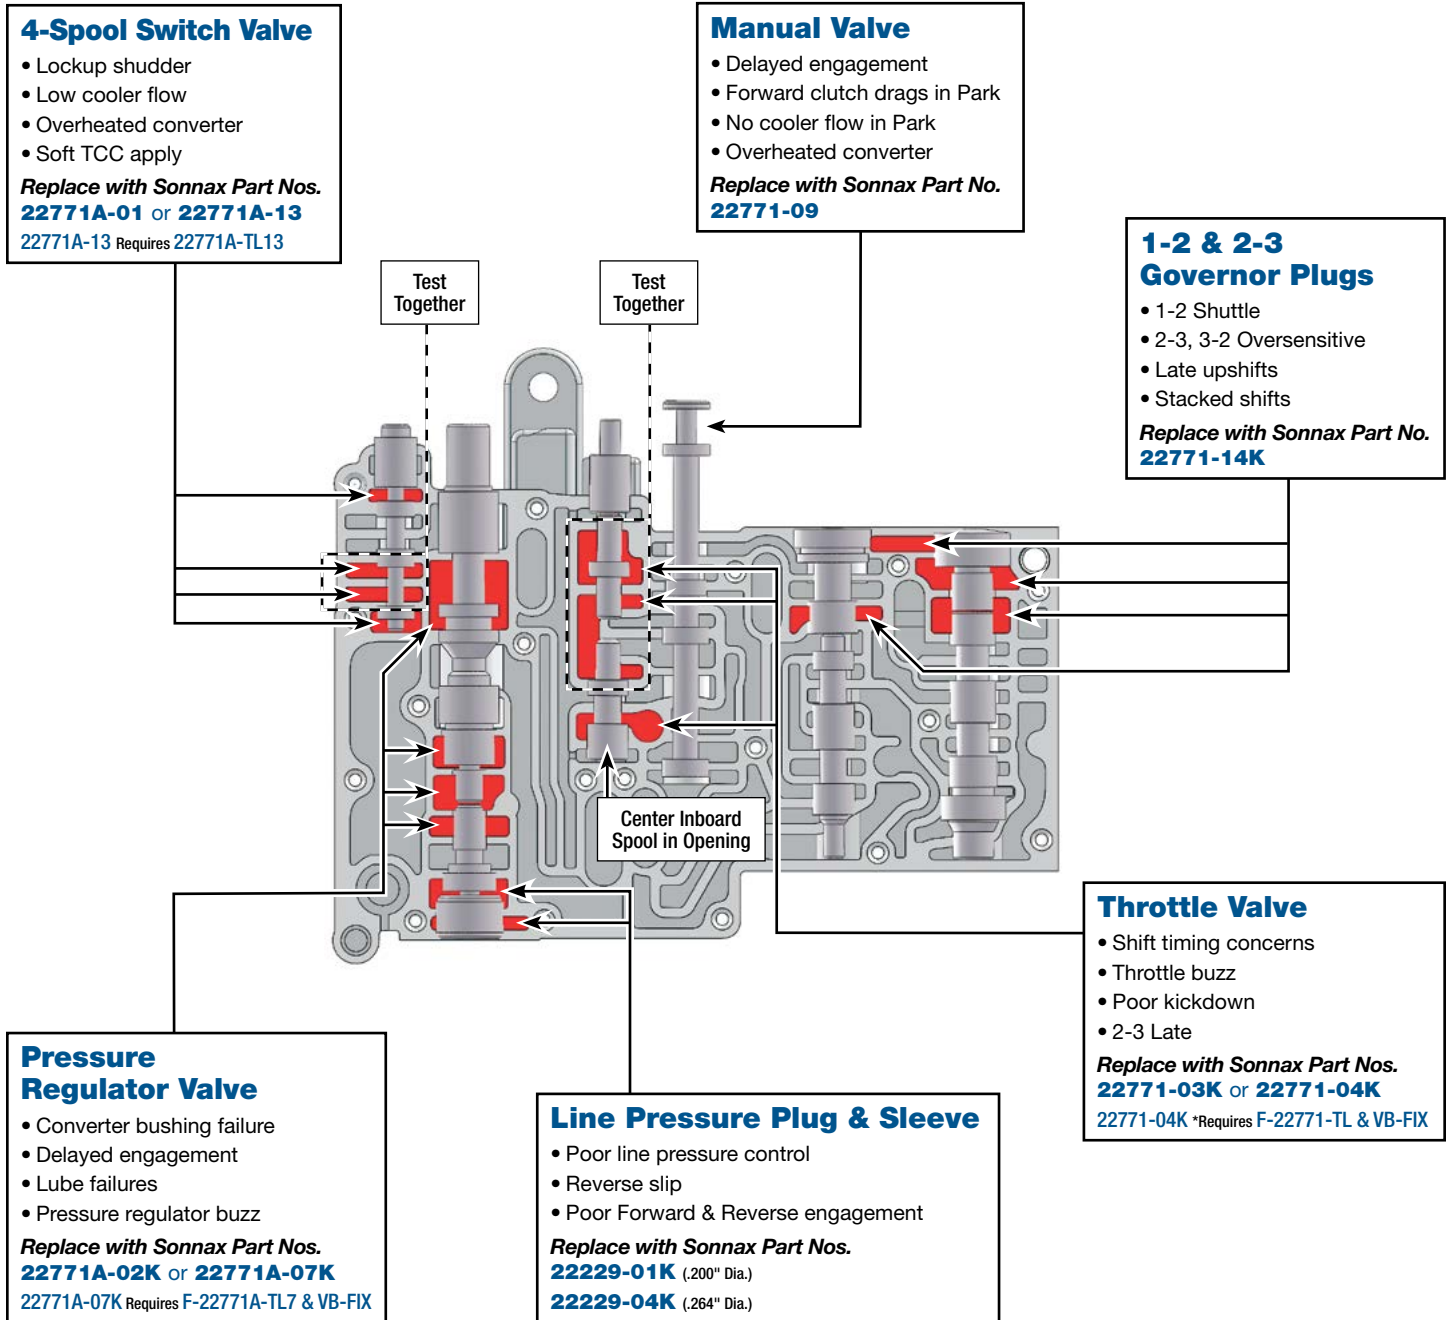 4-Spool Switch Valve
• Lockup shudder
• Low cooler flow
• Overheated converter
• Soft TCC apply
Replace with Sonnax Part Nos.
22771A-01 or 22771A-13
22771A-13 Requires 22771A-TL13
Manual Valve
• Delayed engagement
• Forward clutch drags in Park
• No cooler flow in Park
• Overheated converter
Replace with Sonnax Part No.
22771-09
1-2 & 2-3
Governor Plugs
• 1-2 Shuttle
• 2-3, 3-2 Oversensitive
• Late upshifts
• Stacked shifts
Replace with Sonnax Part No.
22771-14K
Test
Together
Test
Together
Center Inboard
Spool in Opening
Throttle Valve
• Shift timing concerns
• Throttle buzz
• Poor kickdown
• 2-3 Late
Replace with Sonnax Part Nos.
22771-03K or 22771-04K
22771-04K *Requires F-22771-TL & VB-FIX
Pressure
Regulator Valve
• Converter bushing failure
• Delayed engagement
• Lube failures
• Pressure regulator buzz
Replace with Sonnax Part Nos.
22771A-02K or 22771A-07K
22771A-07K Requires F-22771A-TL7 & VB-FIX
Line Pressure Plug & Sleeve
• Poor line pressure control
• Reverse slip
• Poor Forward & Reverse engagement
Replace with Sonnax Part Nos.
22229-01K (.200" Dia.)
22229-04K (.264" Dia.)